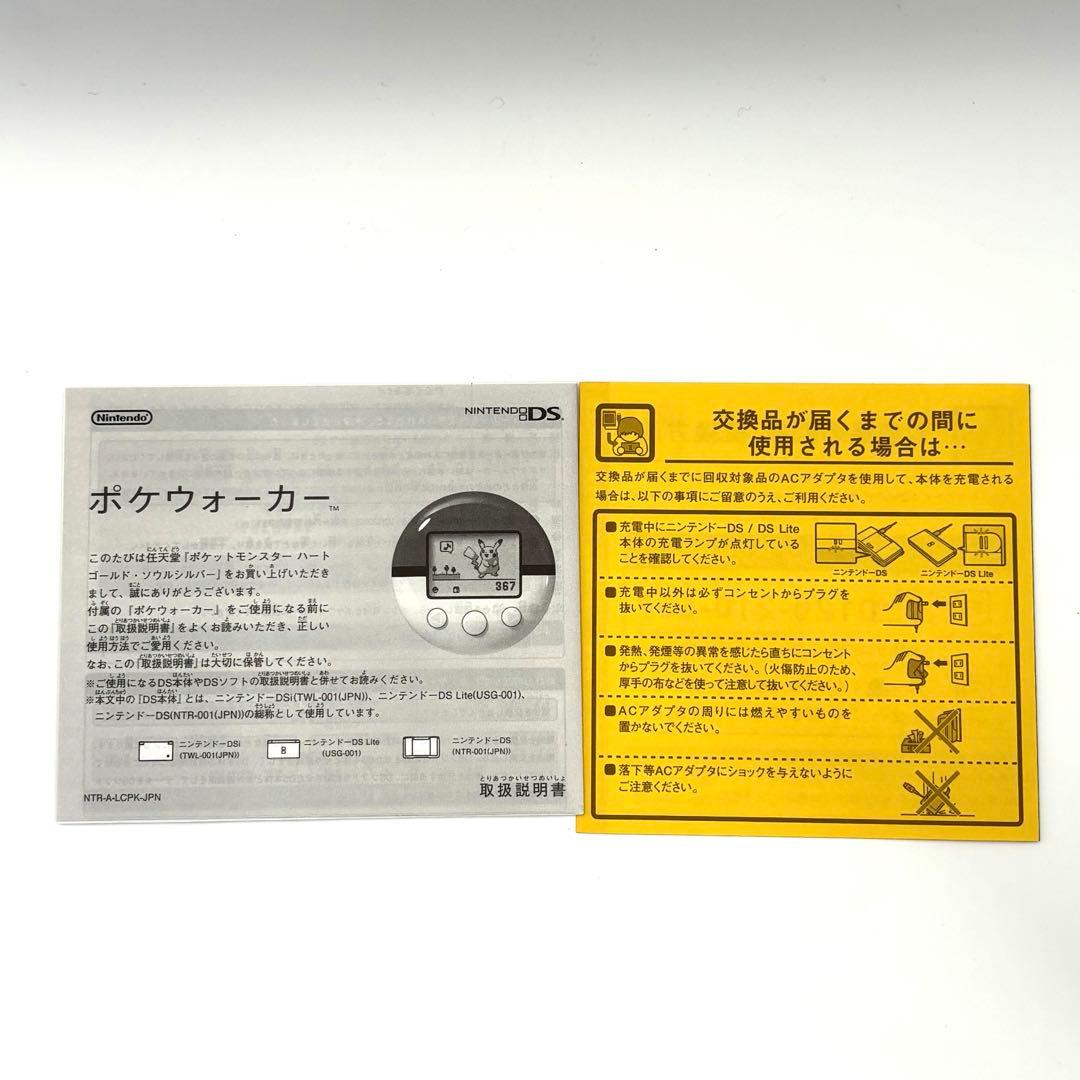 Nintendo
NINTENDO DS
ポケウォーカー™
このたびは任天堂『ポケットモンスター ハート
ゴールド・ソウルシルバー』をお買い上げいただき
まして、誠にありがとうございます。
付属の『ポケウォーカー』をご使用になる前に
この『取扱説明書』をよくお読みいただき、正しい
使用方法でご愛用ください。
なお、この『取扱説明書』は大切に保管してください。
※ご使用になるDS本体やDSソフトの取扱説明書と併せてお読みください。
※本文中の『DS本体』とは、ニンテンドーDSi(TWL-001(JPN))、ニンテンドーDS Lite(USG-001)、
ニンテンドーDS(NTR-001(JPN))の総称として使用しています。
367
ニンテンドーDSi
(TWL-001(JPN))
ニンテンドーDS Lite
(USG-001)
ニンテンドーDS
(NTR-001(JPN))
とりあつかいせつめいしょ
取扱説明書
NTR-A-LCPK-JPN
交換品が届くまでの間に
使用される場合は…
交換品が届くまでに回収対象品のACアダプタを使用して、本体を充電される
場合は、以下の事項にご留意のうえ、ご利用ください。
■充電中にニンテンドーDS / DS Lite
本体の充電ランプが点灯している
ことを確認してください。
ニンテンドーDS
ニンテンドーDS Lite
■充電中以外は必ずコンセントからプラグを
抜いてください。
■発熱、発煙等の異常を感じたら直ちにコンセント
からプラグを抜いてください。(火傷防止のため、
厚手の布などを使って注意して抜いてください。)
■ACアダプタの周りには燃えやすいものを
置かないでください。
■落下等ACアダプタにショックを与えないように
ご注意ください。